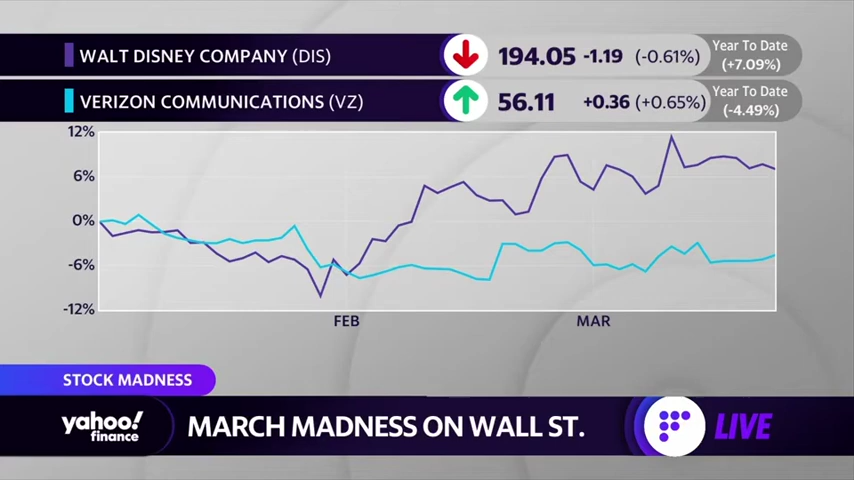 WALT DISNEY COMPANY (DIS) 194.05 -1.19 (-0.61%) Year To Date (+7.09%)
VERIZON COMMUNICATIONS (VZ) 56.11 +0.36 (+0.65%) Year To Date (-4.49%)
12%
6%
0%
-6%
-12%
FEB MAR
STOCK MADNESS
yahoo! finance
MARCH MADNESS ON WALL ST.
LIVE